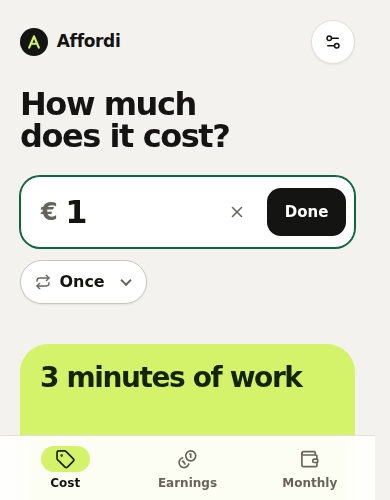 Affordi
How much
does it cost?
€ 1
Done
Once
3 minutes of work
Cost
Earnings
Monthly